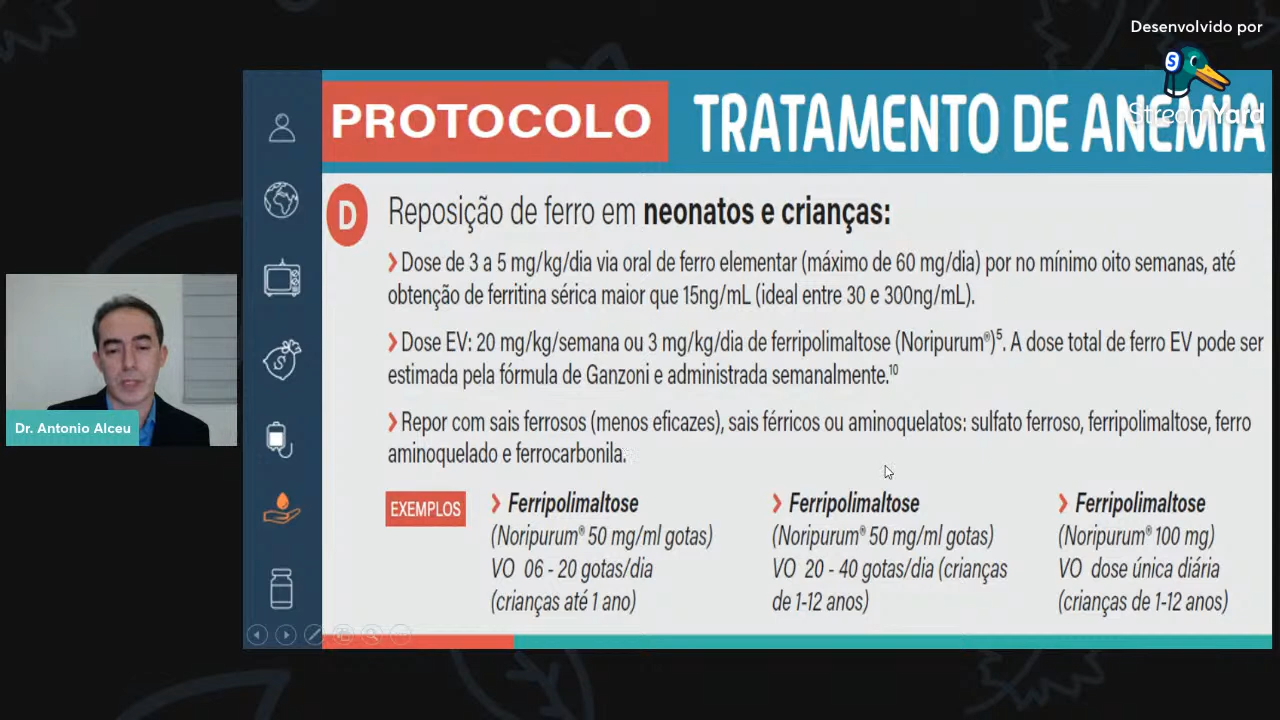 Desenvolvido por
StreamYard
PROTOCOLO
TRATAMENTO DE ANEMIA
D
Reposição de ferro em neonatos e crianças:
Dose de 3 a 5 mg/kg/dia via oral de ferro elementar (máximo de 60 mg/dia) por no mínimo oito semanas, até
obtenção de ferritina sérica maior que 15ng/mL (ideal entre 30 e 300ng/mL).
Dose EV: 20 mg/kg/semana ou 3 mg/kg/dia de ferripolimaltose (Noripurum®)⁵. A dose total de ferro EV pode ser
estimada pela fórmula de Ganzoni e administrada semanalmente.¹⁰
Repor com sais ferrosos (menos eficazes), sais férricos ou aminoquelatos: sulfato ferroso, ferripolimaltose, ferro
aminoquelado e ferrocarbonila.
EXEMPLOS
Ferripolimaltose
(Noripurum® 50 mg/ml gotas)
VO 06 - 20 gotas/dia
(crianças até 1 ano)
Ferripolimaltose
(Noripurum® 50 mg/ml gotas)
VO 20 - 40 gotas/dia (crianças
de 1-12 anos)
Ferripolimaltose
(Noripurum® 100 mg)
VO dose única diária
(crianças de 1-12 anos)
Dr. Antonio Alceu